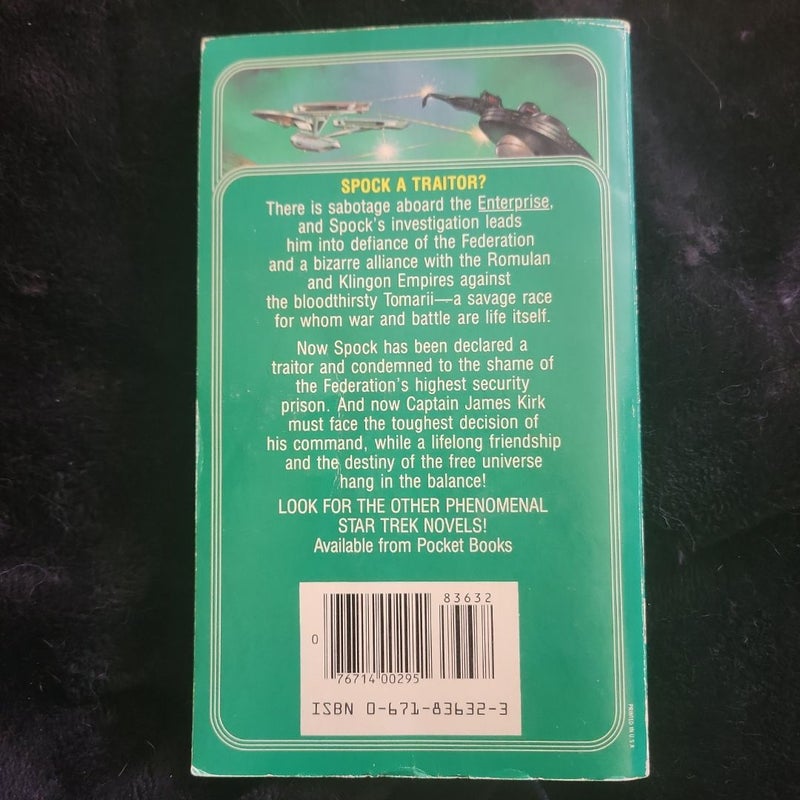 SPOCK A TRAITOR?
There is sabotage aboard the Enterprise,
and Spock's investigation leads
him into defiance of the Federation
and a bizarre alliance with the Romulan
and Klingon Empires against
the bloodthirsty Tomarii—a savage race
for whom war and battle are life itself.
Now Spock has been declared a
traitor and condemned to the shame of
the Federation's highest security
prison. And now Captain James Kirk
must face the toughest decision of
his command, while a lifelong friendship
and the destiny of the free universe
hang in the balance!
LOOK FOR THE OTHER PHENOMENAL
STAR TREK NOVELS!
Available from Pocket Books
83632
0
76714 00295
ISBN 0-671-83632-3
PRINTED IN U.S.A.